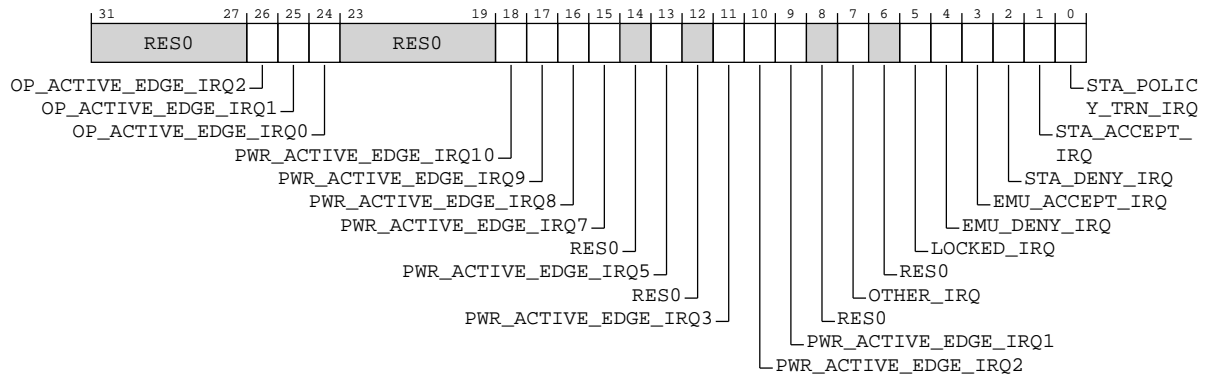 31 27 26 25 24 23 19 18 17 16 15 14 13 12 11 10 9 8 7 6 5 4 3 2 1 0
RES0 RES0
OP_ACTIVE_EDGE_IRQ2 STA_POLIC
OP_ACTIVE_EDGE_IRQ1 Y_TRN_IRQ
OP_ACTIVE_EDGE_IRQ0 STA_ACCEPT_
PWR_ACTIVE_EDGE_IRQ10 IRQ
PWR_ACTIVE_EDGE_IRQ9 STA_DENY_IRQ
PWR_ACTIVE_EDGE_IRQ8 EMU_ACCEPT_IRQ
PWR_ACTIVE_EDGE_IRQ7 EMU_DENY_IRQ
RES0 LOCKED_IRQ
PWR_ACTIVE_EDGE_IRQ5 RES0
RES0 OTHER_IRQ
PWR_ACTIVE_EDGE_IRQ3 RES0
PWR_ACTIVE_EDGE_IRQ1
PWR_ACTIVE_EDGE_IRQ2